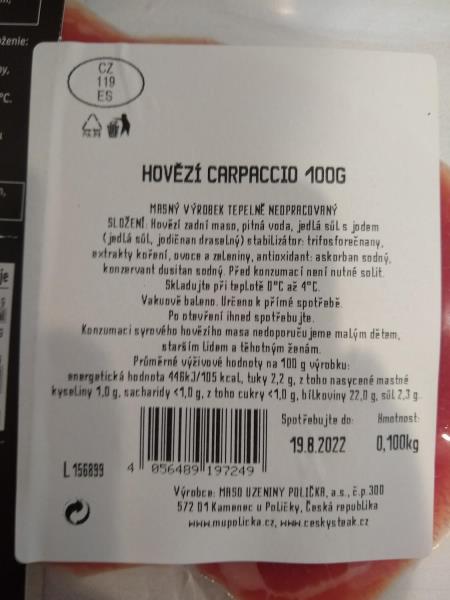 CZ
119
ES
HOVĚZÍ CARPACCIO 100G
MASNÝ VÝROBEK TEPELNĚ NEOPRACOVANÝ
SLOŽENÍ: Hovězí zadní maso, pitná voda, jedlá sůl s jodem
(jedlá sůl, jodičnan draselný) stabilizátor: trifosforečnany,
extrakty koření, ovoce a zeleniny, antioxidant: askorban sodný,
konzervant dusitan sodný. Před konzumací není nutné solit.
Skladujte při teplotě 0°C až 4°C.
Vakuově baleno. Určeno k přímé spotřebě.
Po otevření ihned spotřebujte.
Konzumaci syrového hovězího masa nedoporučujeme malým dětem,
starším lidem a těhotným ženám.
Průměrné výživové hodnoty na 100 g výrobku:
energetická hodnota 446kJ/105 kcal, tuky 2,2 g, z toho nasycené mastné
kyseliny 1,0 g, sacharidy <1,0 g, z toho cukry <1,0 g, bílkoviny 22,0 g, sůl 2,3 g.
Spotřebujte do: Hmotnost:
19.8.2022 0,100kg
L 156899
4 056489 197249
Výrobce: MASO UZENINY POLIČKA, a.s., č.p.300
572 01 Kamenec u Poličky, Česká republika
www.mupolicka.cz, www.ceskysteak.cz